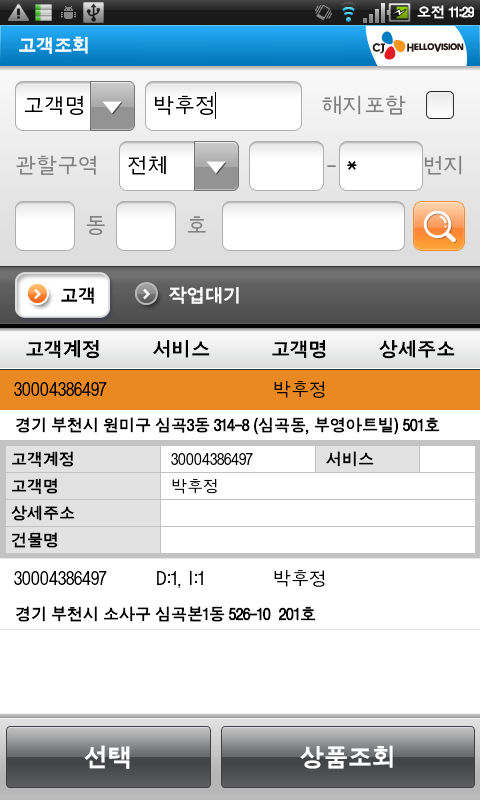 오전 11:29
고객조회 CJ HELLOVISION
고객명 박후정 해지포함
관할구역 전체 - * 번지
동 호
고객 작업대기
고객계정 서비스 고객명 상세주소
30004386497 박후정
경기 부천시 원미구 심곡3동 314-8 (심곡동, 부영아트빌) 501호
고객계정 30004386497 서비스
고객명 박후정
상세주소
건물명
30004386497 D:1, I:1 박후정
경기 부천시 소사구 심곡본1동 526-10 201호
선택 상품조회